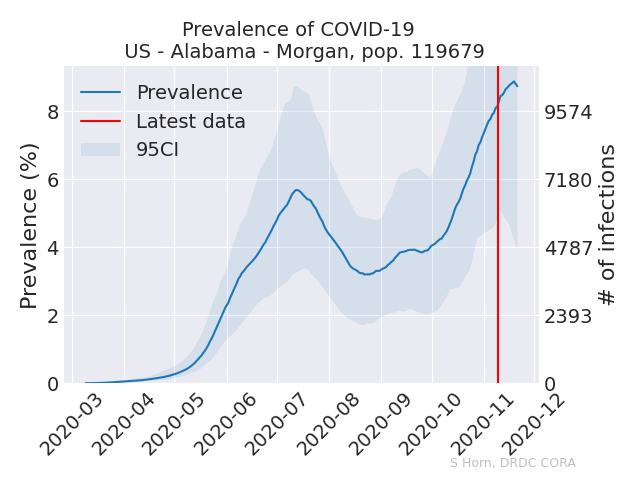 Prevalence of COVID-19
US - Alabama - Morgan, pop. 119679
Prevalence
Latest data
95CI
Prevalence (%)
8
6
4
2
0
9574
7180
4787
2393
0
# of infections
2020-03
2020-04
2020-05
2020-06
2020-07
2020-08
2020-09
2020-10
2020-11
2020-12
S Horn, DRDC CORA